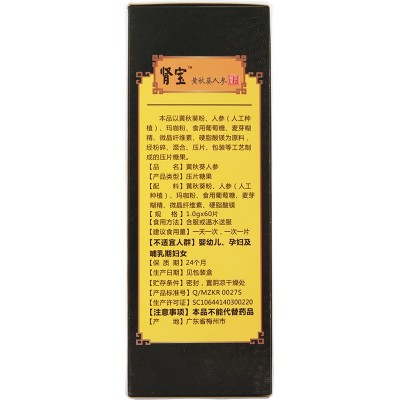 肾宝™ 黄秋葵人参
本品以黄秋葵粉、人参（人工种
植）、玛咖粉、食用葡萄糖、麦芽糊
精、微晶纤维素、硬脂酸镁为原料，
经粉碎、混合、压片、包装等工艺制
成的压片糖果。
【品　　名】黄秋葵人参
【产品类型】压片糖果
【配　　料】黄秋葵粉、人参（人工
种植）、玛咖粉、食用葡萄糖、麦芽
糊精、微晶纤维素、硬脂酸镁
【规　　格】1.0gx60片
【食用方法】含服或温水送服
【建议食用量】一天一次，一次一片
【不适宜人群】婴幼儿、孕妇及
哺乳期妇女
【保 质 期】24个月
【生产日期】见包装盒
【贮存条件】密封，置阴凉干燥处
【产品标准号】Q/MZKR 0027S
【生产许可证】SC10644140300220
【注意事项】本品不能代替药品
【产　　地】广东省梅州市